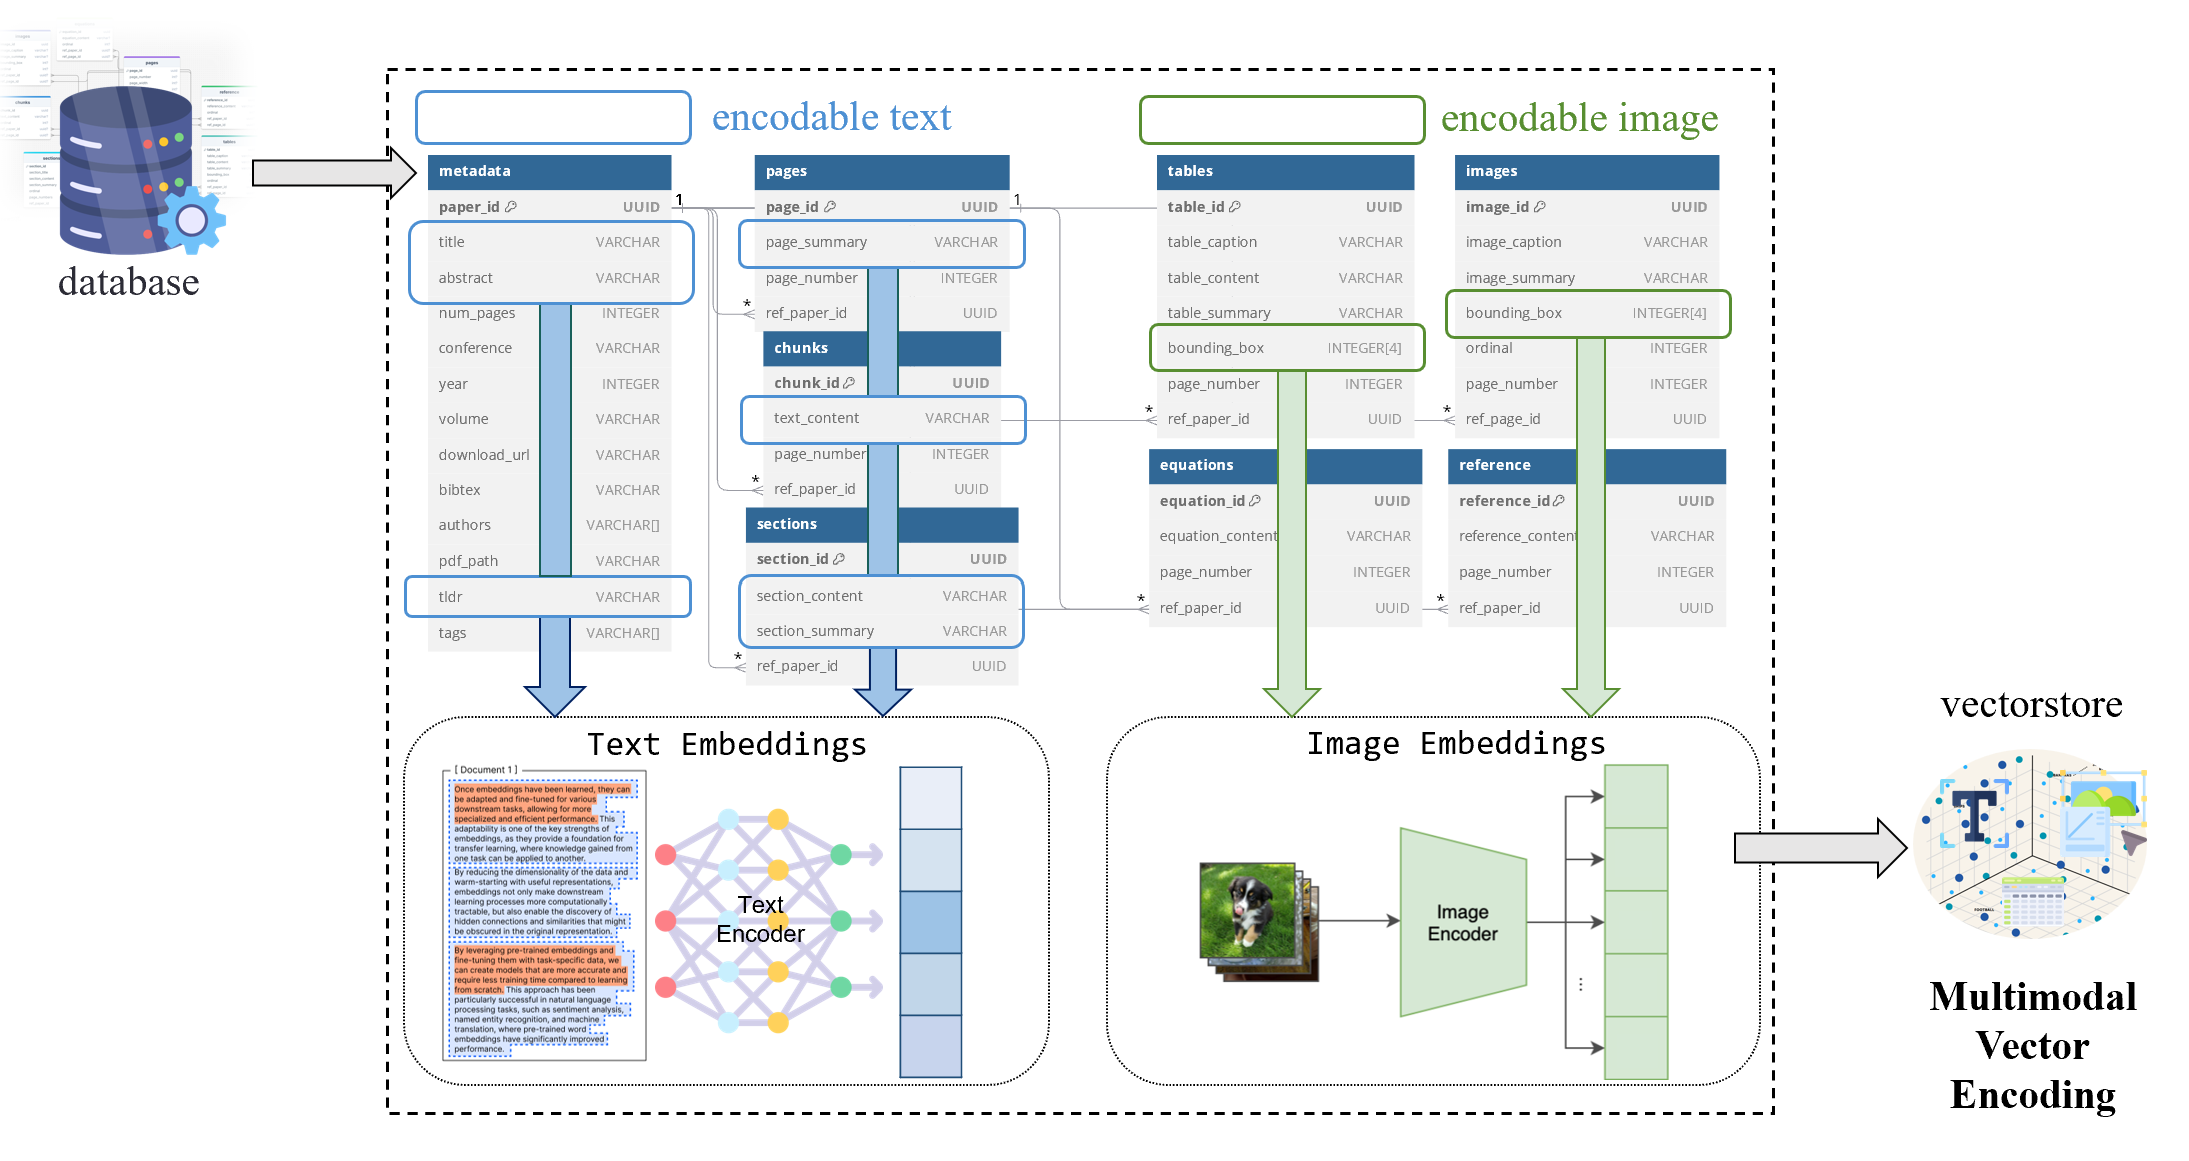 database
encodable text
encodable image
metadata
paper_id UUID
title VARCHAR
abstract VARCHAR
num_pages INTEGER
conference VARCHAR
year INTEGER
volume VARCHAR
download_url VARCHAR
bibtex VARCHAR
authors VARCHAR[]
pdf_path VARCHAR
tldr VARCHAR
tags VARCHAR[]
1
*
*
*
pages
page_id UUID
page_summary VARCHAR
page_number INTEGER
ref_paper_id UUID
chunks
chunk_id UUID
text_content VARCHAR
page_number INTEGER
ref_paper_id UUID
sections
section_id UUID
section_content VARCHAR
section_summary VARCHAR
ref_paper_id UUID
1
*
*
tables
table_id UUID
table_caption VARCHAR
table_content VARCHAR
table_summary VARCHAR
bounding_box INTEGER[4]
page_number INTEGER
ref_paper_id UUID
equations
equation_id UUID
equation_content VARCHAR
page_number INTEGER
ref_paper_id UUID
*
*
images
image_id UUID
image_caption VARCHAR
image_summary VARCHAR
bounding_box INTEGER[4]
ordinal INTEGER
page_number INTEGER
ref_page_id UUID
reference
reference_id UUID
reference_content VARCHAR
page_number INTEGER
ref_paper_id UUID
Text Embeddings
[ Document 1 ]
Once embeddings have been learned, they can
be adapted and fine-tuned for various
downstream tasks, allowing for more
specialized and efficient performance. This
adaptability is one of the key strengths of
embeddings, as they provide a foundation for
transfer learning, where knowledge gained from
one task can be applied to another.
By reducing the dimensionality of the data and
warm-starting with useful representations,
embeddings not only make downstream
learning processes more computationally
tractable, but also enable the discovery of
hidden connections and similarities that might
be obscured in the original representation.
By leveraging pre-trained embeddings and
fine-tuning them with task-specific data, we
can create models that are more accurate and
require less training time compared to learning
from scratch. This approach has been
particularly successful in natural language
processing tasks, such as sentiment analysis,
named entity recognition, and machine
translation, where pre-trained word
embeddings have significantly improved
performance.
Text
Encoder
Image Embeddings
Image
Encoder
...
vectorstore
T
FOOTBALL
Multimodal
Vector
Encoding